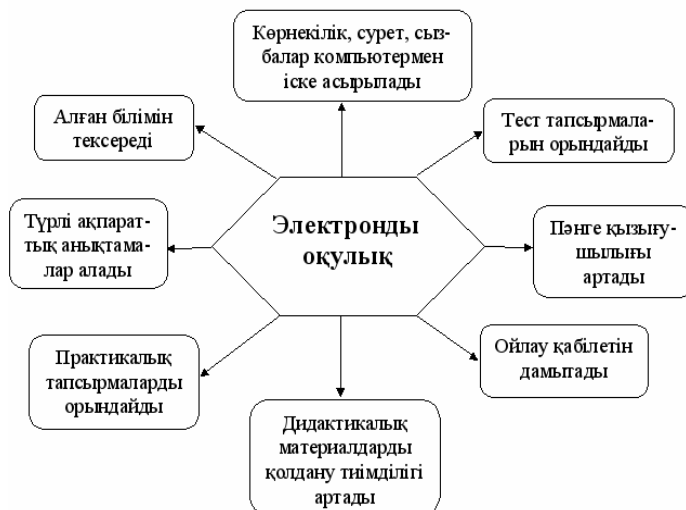 Көрнекілік, сурет, сыз-
балар компьютермен
іске асырылады
Алған білімін
тексереді
Тест тапсырмала-
рын орындайды
Түрлі ақпарат-
тық анықтама-
лар алады
Электронды
оқулық
Пәнге қызығу-
шылығы
артады
Практикалық
тапсырмаларды
орындайды
Ойлау қабілетін
дамытады
Дидактикалық
материалдарды
қолдану тиімділігі
артады